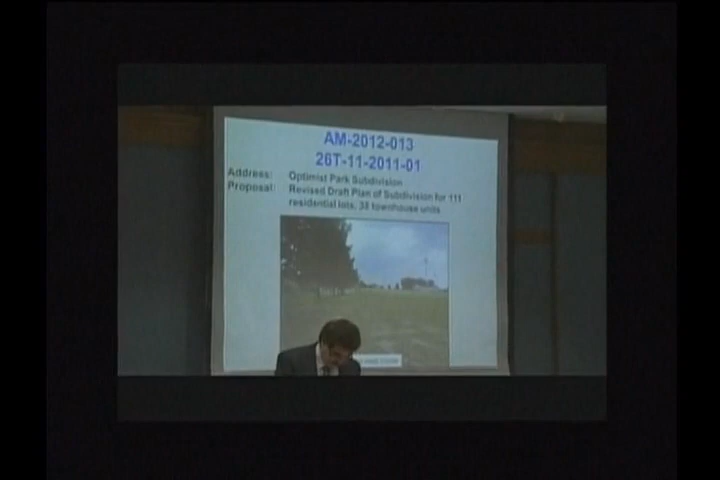 AM-2012-013
26T-11-2011-01
Address: Optimist Park Subdivision
Proposal: Revised Draft Plan of Subdivision for 111
residential lots, 38 townhouse units